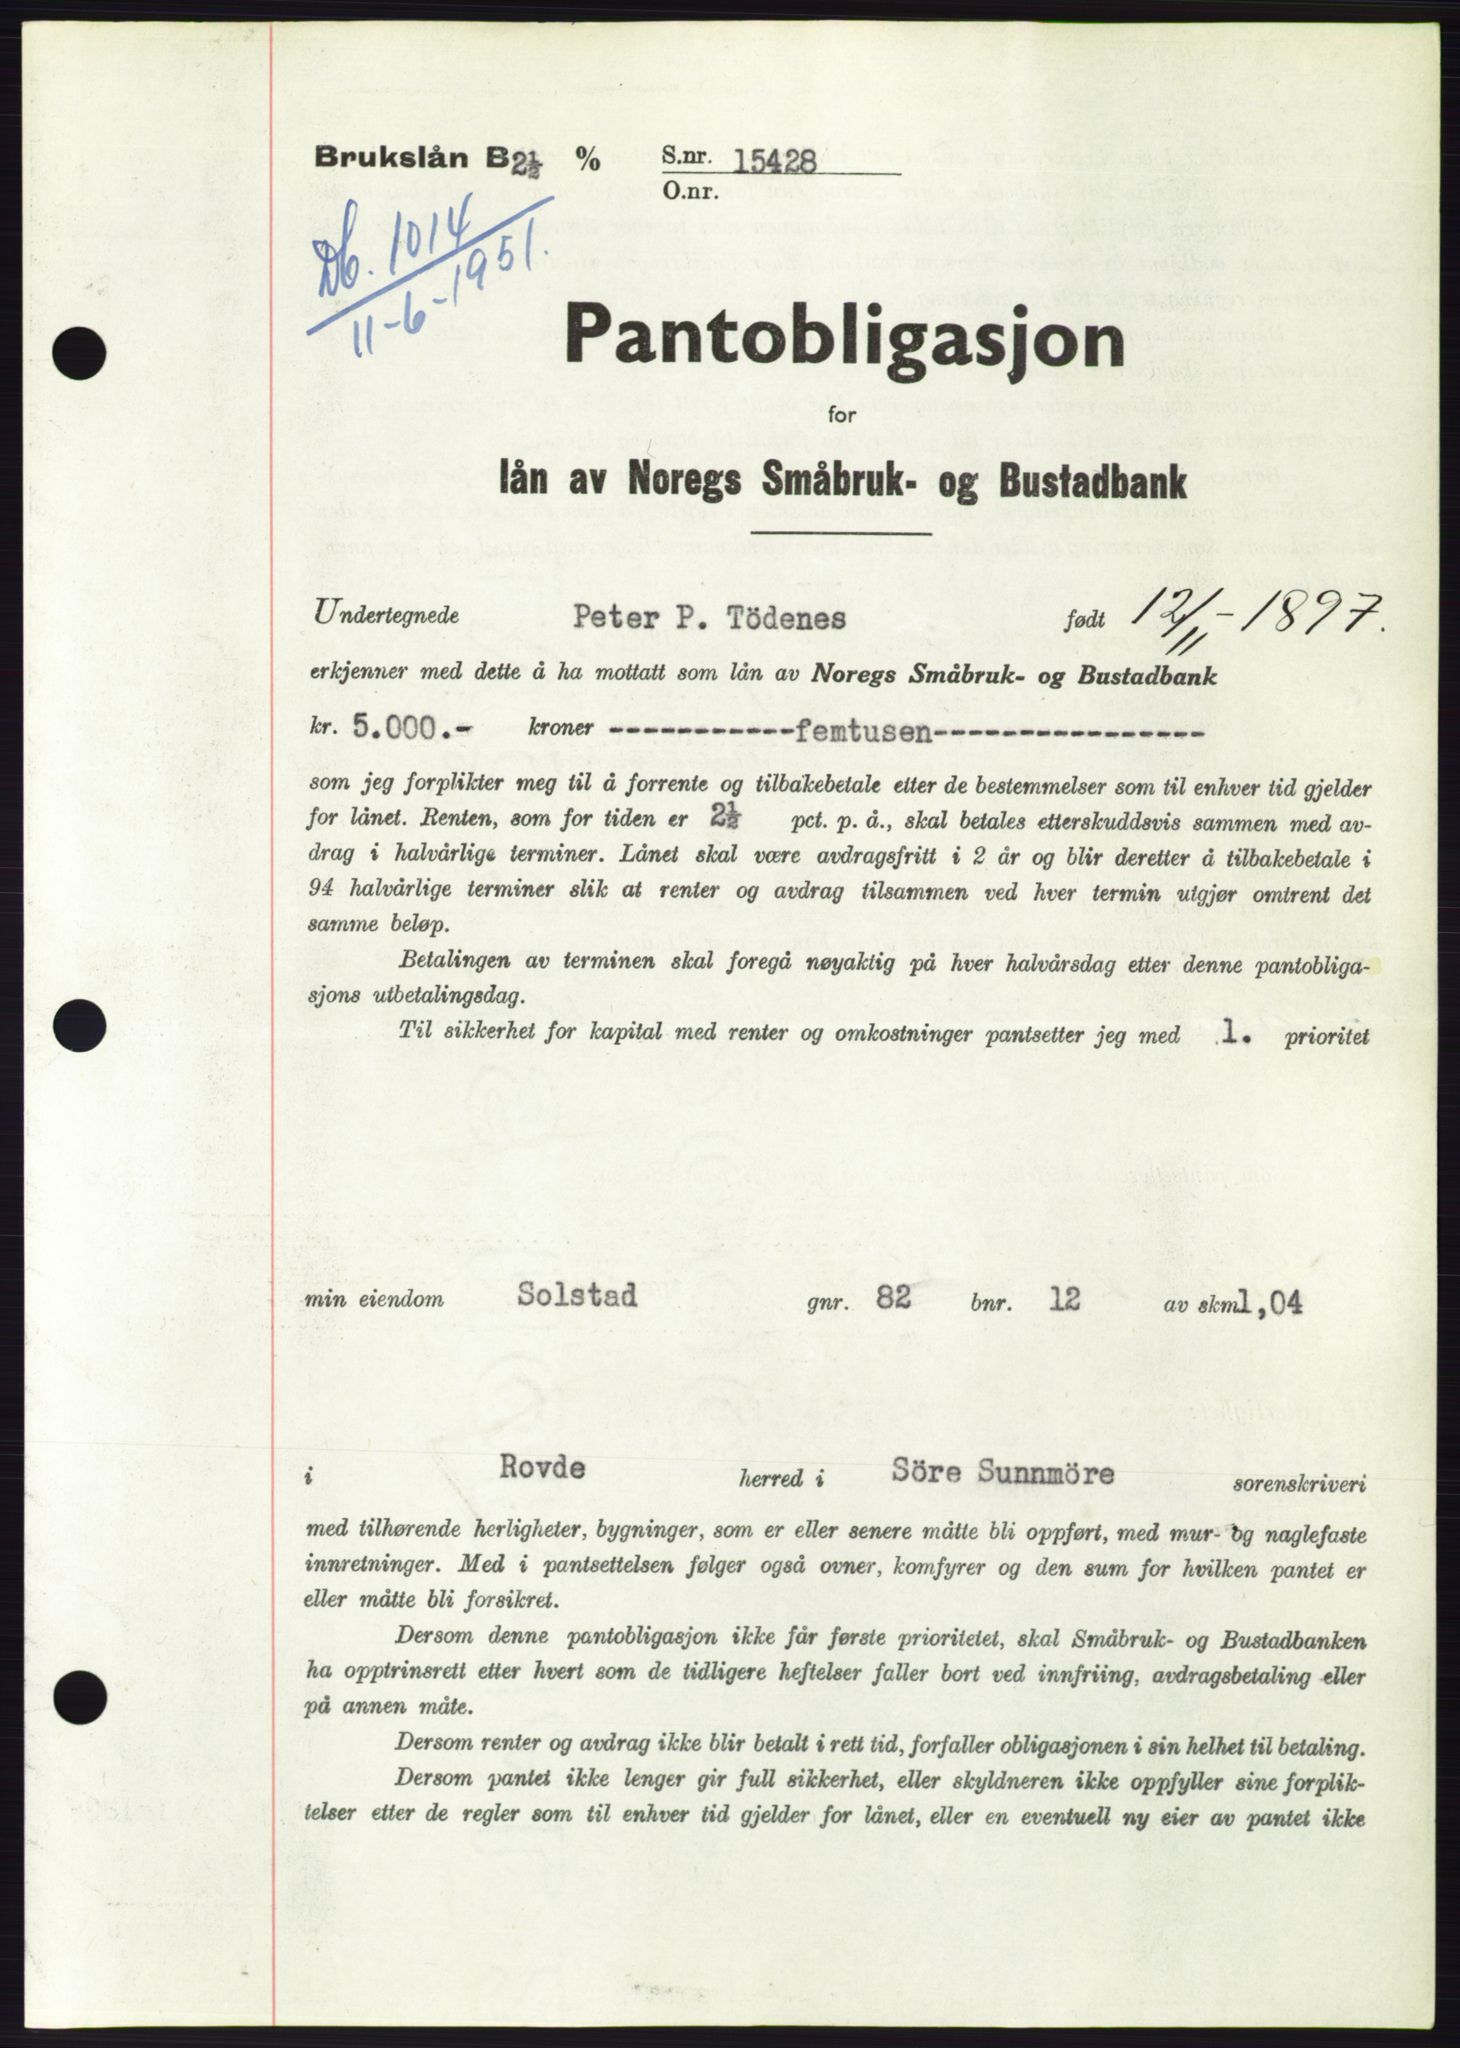 Brukslån B2½ % S.nr. 15428
O.nr.
Db. 1014
11-6-1951.
Pantobligasjon
for
lån av Noregs Småbruk- og Bustadbank
Undertegnede Peter P. Tödenes født 12/11-1897.
erkjenner med dette å ha mottatt som lån av Noregs Småbruk- og Bustadbank
kr. 5.000.- kroner -----------femtusen----------------
som jeg forplikter meg til å forrente og tilbakebetale etter de bestemmelser som til enhver tid gjelder
for lånet. Renten, som for tiden er 2½ pct. p. å., skal betales etterskuddsvis sammen med av-
drag i halvårlige terminer. Lånet skal være avdragsfritt i 2 år og blir deretter å tilbakebetale i
94 halvårlige terminer slik at renter og avdrag tilsammen ved hver termin utgjør omtrent det
samme beløp.
Betalingen av terminen skal foregå nøyaktig på hver halvårsdag etter denne pantobliga-
sjons utbetalingsdag.
Til sikkerhet for kapital med renter og omkostninger pantsetter jeg med 1. prioritet
min eiendom Solstad gnr. 82 bnr. 12 av skm1,04
i Rovde herred i Söre Sunnmöre sorenskriveri
med tilhørende herligheter, bygninger, som er eller senere måtte bli oppført, med mur- og naglefaste
innretninger. Med i pantsettelsen følger også ovner, komfyrer og den sum for hvilken pantet er
eller måtte bli forsikret.
Dersom denne pantobligasjon ikke får første prioritetet, skal Småbruk- og Bustadbanken
ha opptrinsrett etter hvert som de tidligere heftelser faller bort ved innfriing, avdragsbetaling eller
på annen måte.
Dersom renter og avdrag ikke blir betalt i rett tid, forfaller obligasjonen i sin helhet til betaling.
Dersom pantet ikke lenger gir full sikkerhet, eller skyldneren ikke oppfyller sine forplik-
telser etter de regler som til enhver tid gjelder for lånet, eller en eventuell ny eier av pantet ikke